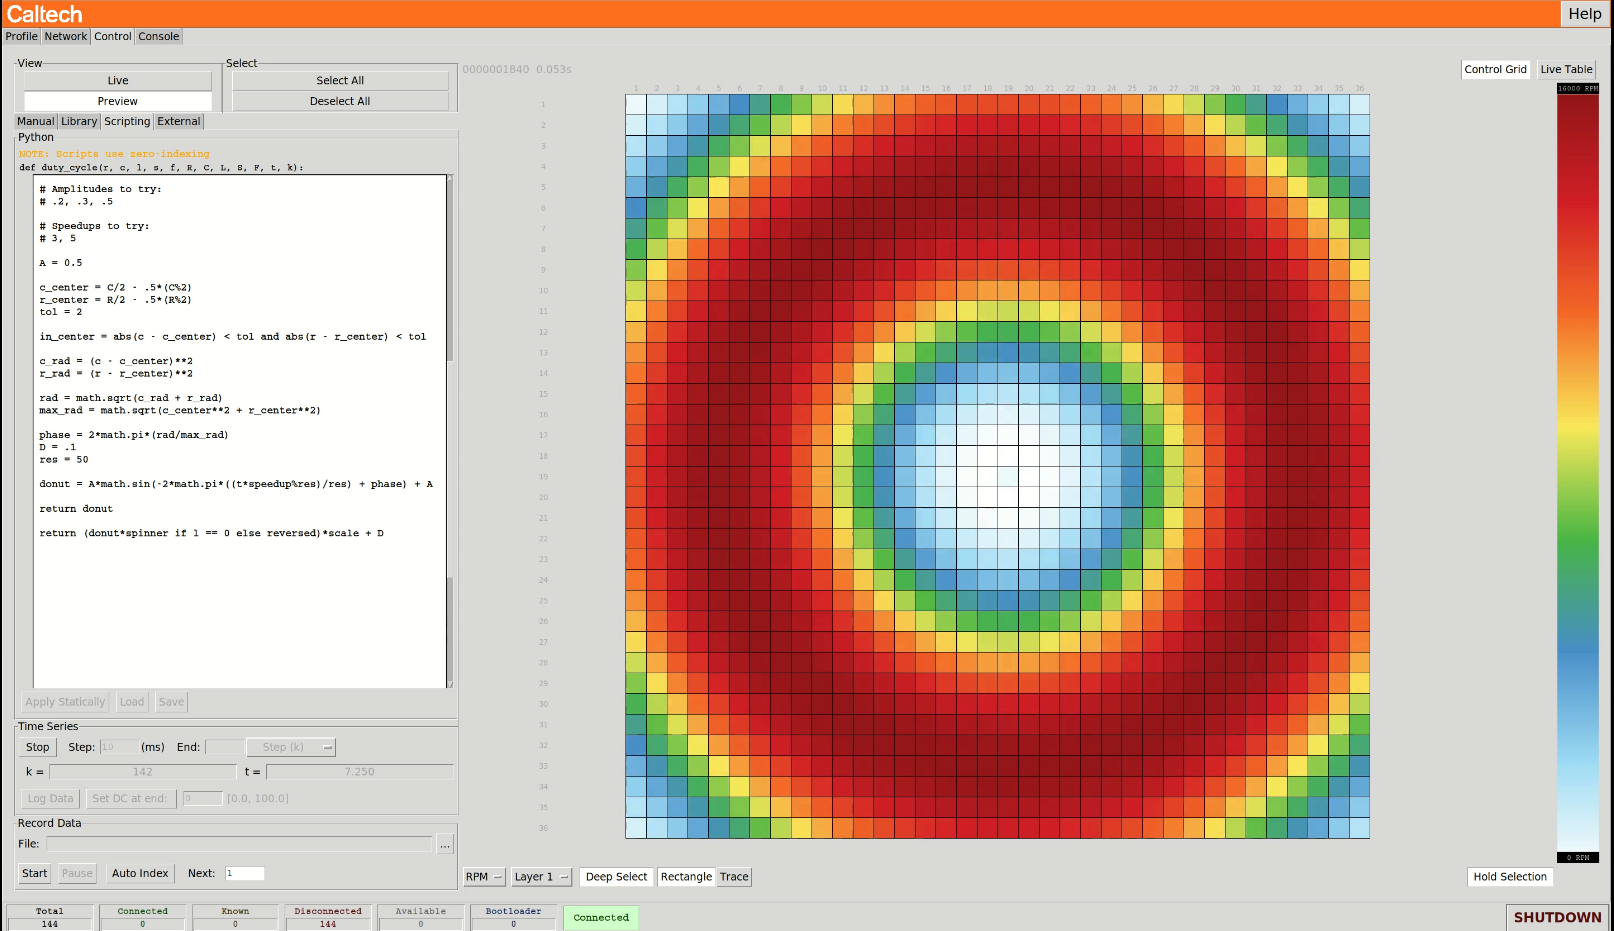 Caltech
Help
Profile Network Control Console
View
Live
Preview
Select
Select All
Deselect All
0000001840 0.053s
Control Grid Live Table
Manual Library Scripting External
Python
NOTE: Scripts use zero-indexing
def duty_cycle(r, c, l, s, f, R, C, L, S, F, t, k):
# Amplitudes to try:
# .2, .3, .5
# Speedups to try:
# 3, 5
A = 0.5
c_center = C/2 - .5*(C%2)
r_center = R/2 - .5*(R%2)
tol = 2
in_center = abs(c - c_center) < tol and abs(r - r_center) < tol
c_rad = (c - c_center)**2
r_rad = (r - r_center)**2
rad = math.sqrt(c_rad + r_rad)
max_rad = math.sqrt(c_center**2 + r_center**2)
phase = 2*math.pi*(rad/max_rad)
D = .1
res = 50
donut = A*math.sin(-2*math.pi*((t*speedup%res)/res) + phase) + A
return donut
return (donut*spinner if l == 0 else reversed)*scale + D
Apply Statically Load Save
Time Series
Stop Step: 10 (ms) End: Step (k)
k = 142 t = 7.250
Log Data Set DC at end: 0 [0.0, 100.0]
Record Data
File: ...
Start Pause Auto Index Next: 1
1 2 3 4 5 6 7 8 9 10 11 12 13 14 15 16 17 18 19 20 21 22 23 24 25 26 27 28 29 30 31 32 33 34 35 36
1
2
3
4
5
6
7
8
9
10
11
12
13
14
15
16
17
18
19
20
21
22
23
24
25
26
27
28
29
30
31
32
33
34
35
36
16000 RPM
0 RPM
RPM Layer 1 Deep Select Rectangle Trace
Hold Selection
Total
144
Connected
0
Known
0
Disconnected
144
Available
0
Bootloader
0
Connected
SHUTDOWN